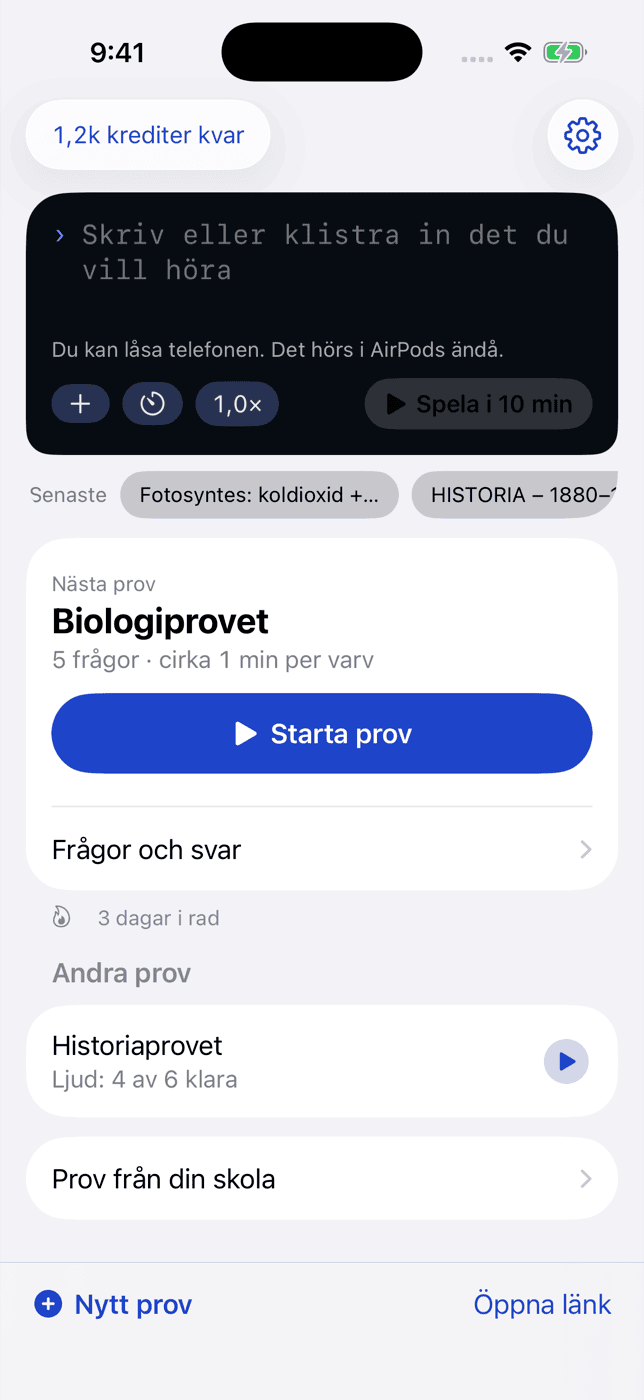 9:41
1,2k krediter kvar
› Skriv eller klistra in det du
vill höra
Du kan låsa telefonen. Det hörs i AirPods ändå.
1,0×
Spela i 10 min
Senaste
Fotosyntes: koldioxid +...
HISTORIA – 1880–
Nästa prov
Biologiprovet
5 frågor · cirka 1 min per varv
Starta prov
Frågor och svar
3 dagar i rad
Andra prov
Historiaprovet
Ljud: 4 av 6 klara
Prov från din skola
Nytt prov
Öppna länk